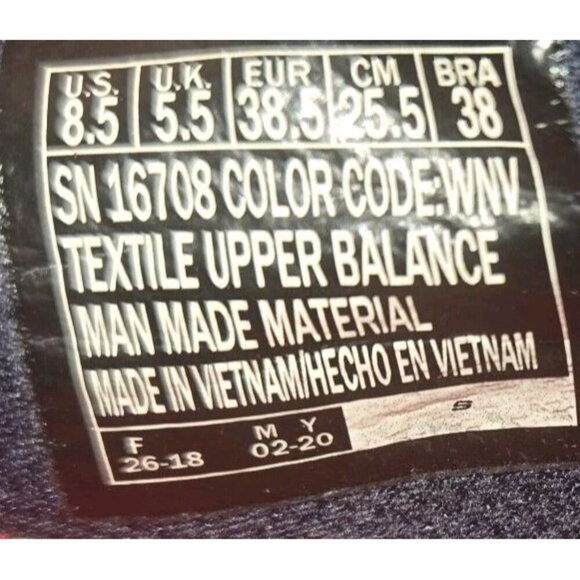 U.S. U.K. EUR CM BRA
8.5 5.5 38.5 25.5 38
SN 16708 COLOR CODE:WNV
TEXTILE UPPER BALANCE
MAN MADE MATERIAL
MADE IN VIETNAM/HECHO EN VIETNAM
F M Y
26-18 02-20
S